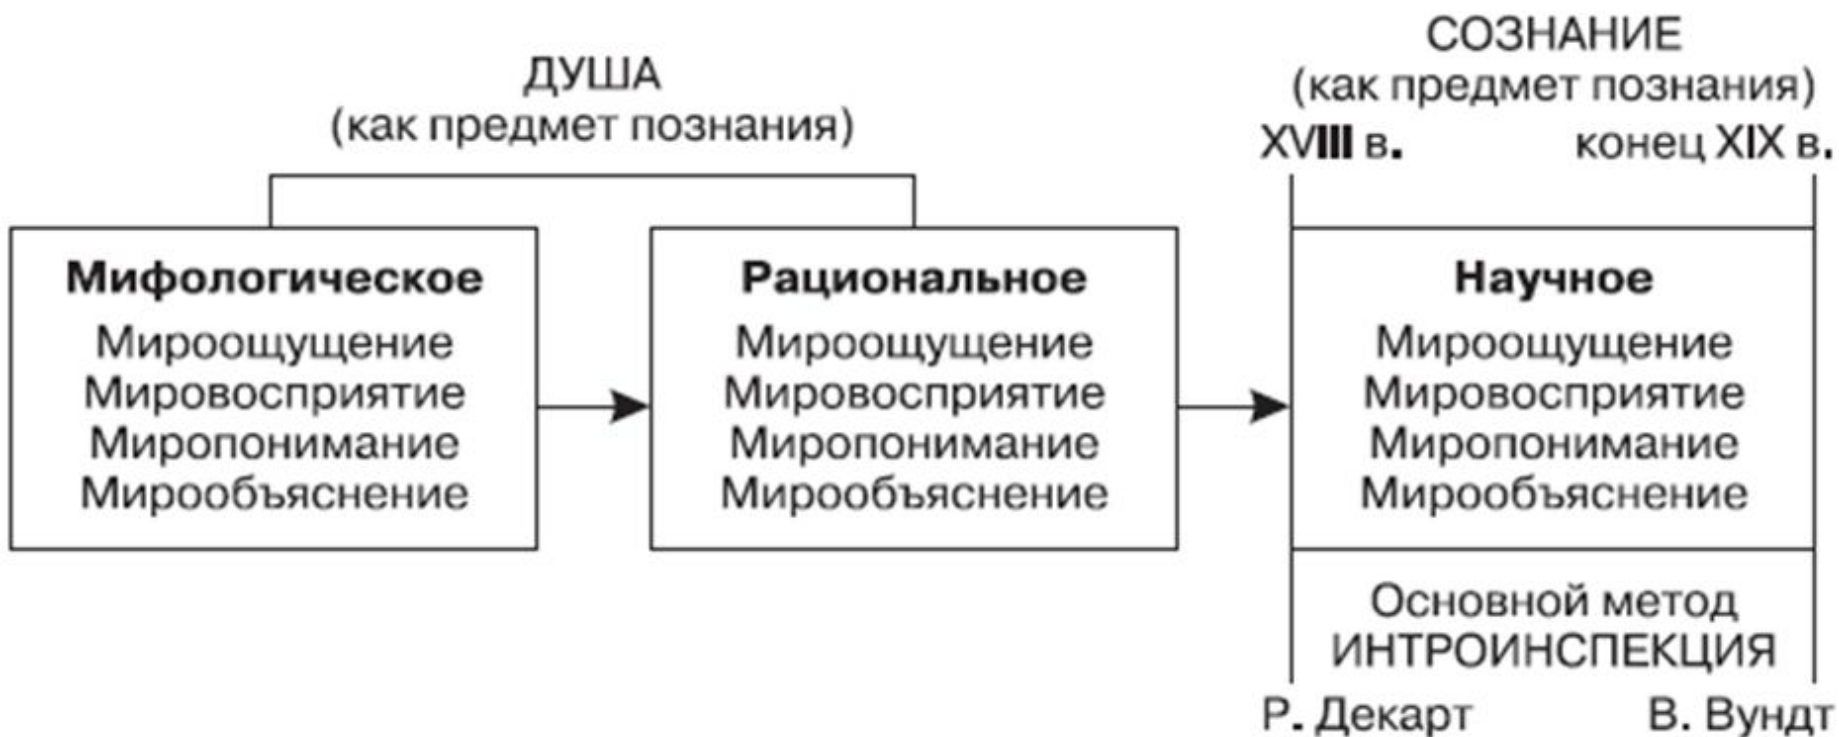 ДУША
(как предмет познания)
СОЗНАНИЕ
(как предмет познания)
XVIII в. конец XIX в.
Мифологическое
Мироощущение
Мировосприятие
Миропонимание
Мирообъяснение
Рациональное
Мироощущение
Мировосприятие
Миропонимание
Мирообъяснение
Научное
Мироощущение
Мировосприятие
Миропонимание
Мирообъяснение
Основной метод
ИНТРОИНСПЕКЦИЯ
Р. Декарт В. Вундт